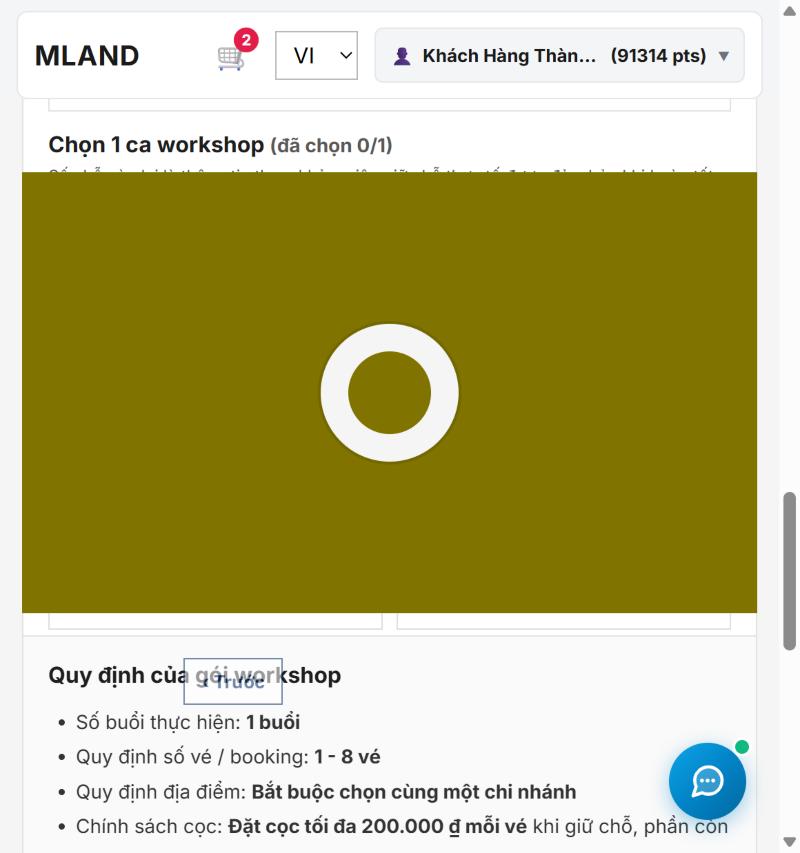 MLAND
2
VI
Khách Hàng Thàn... (91314 pts) ▼
Chọn 1 ca workshop (đã chọn 0/1)
Quy định của gói workshop
‹ Trước
• Số buổi thực hiện: 1 buổi
• Quy định số vé / booking: 1 - 8 vé
• Quy định địa điểm: Bắt buộc chọn cùng một chi nhánh
• Chính sách cọc: Đặt cọc tối đa 200.000 ₫ mỗi vé khi giữ chỗ, phần còn